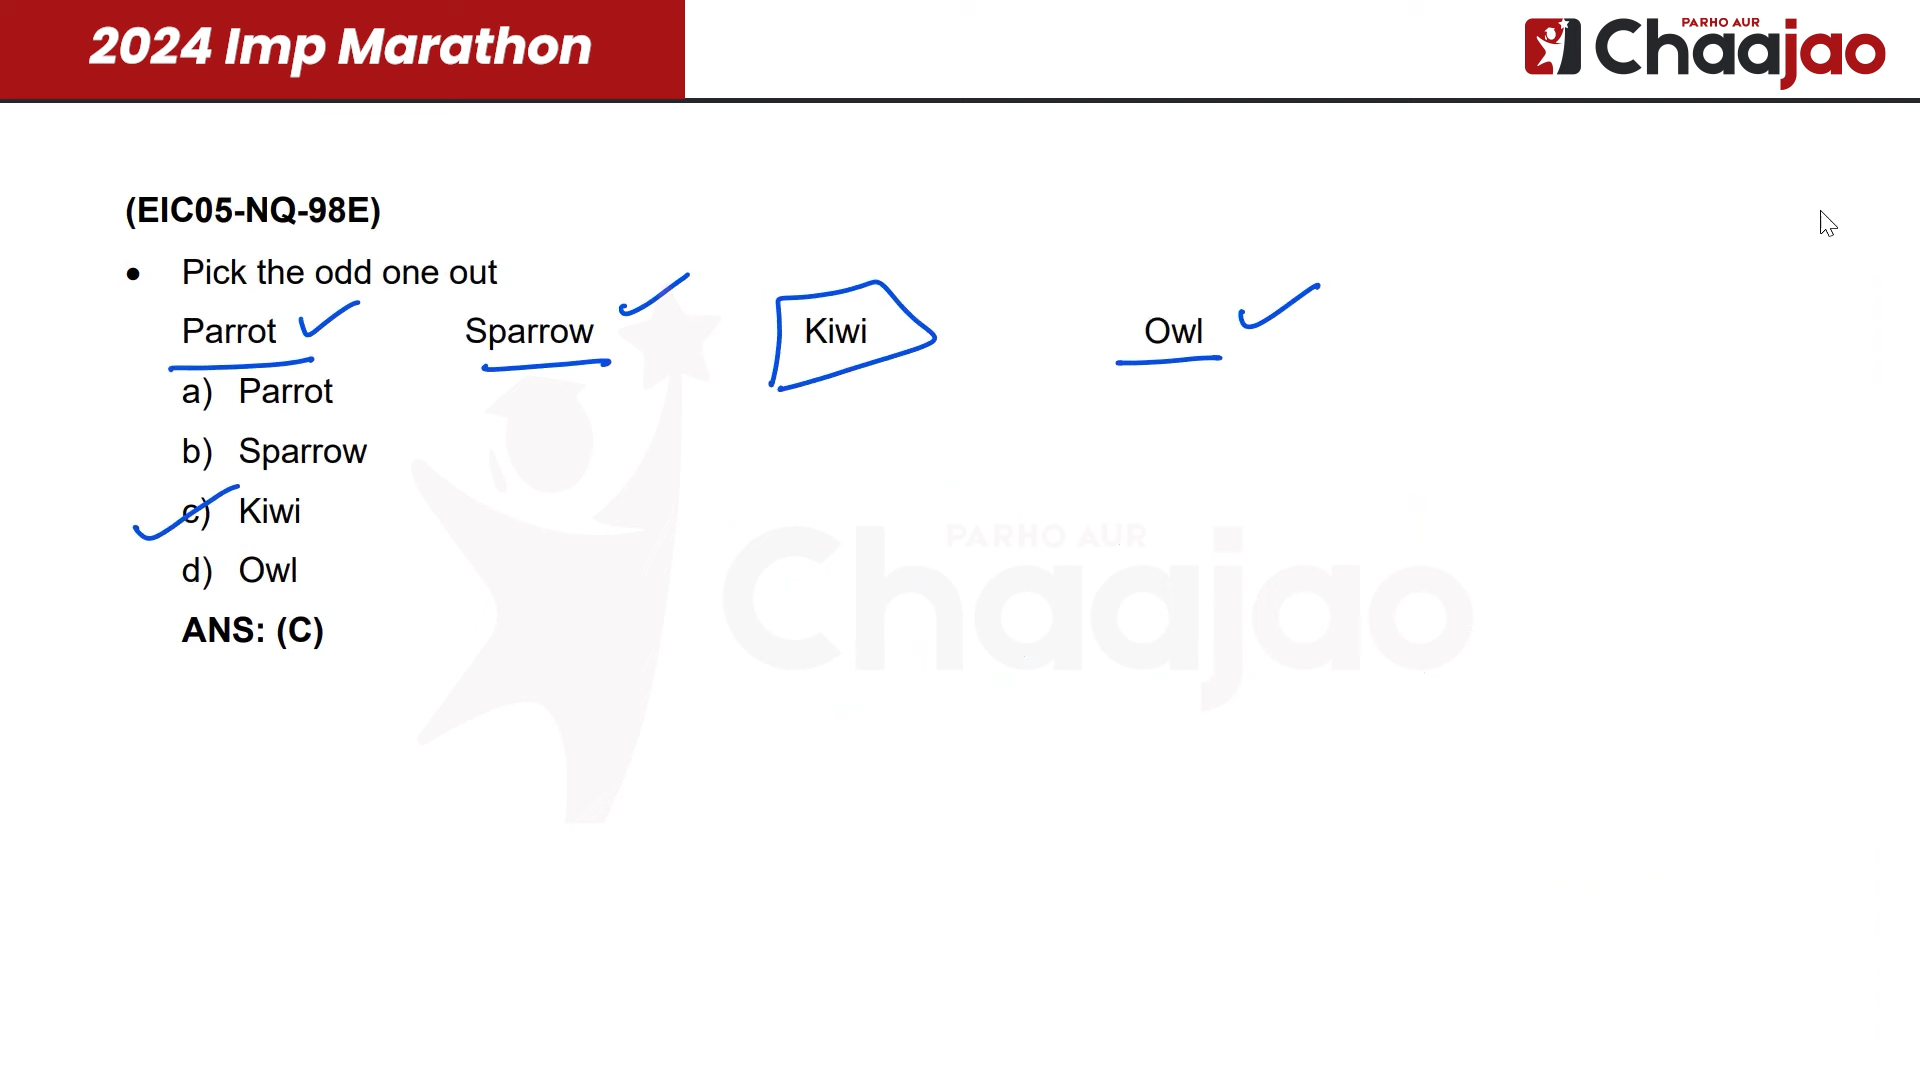 2024 Imp Marathon
PARHO AUR
Chaajao
(EIC05-NQ-98E)
• Pick the odd one out
Parrot Sparrow Kiwi Owl
a) Parrot
b) Sparrow
c) Kiwi
d) Owl
ANS: (C)
PARHO AUR
Chaajao